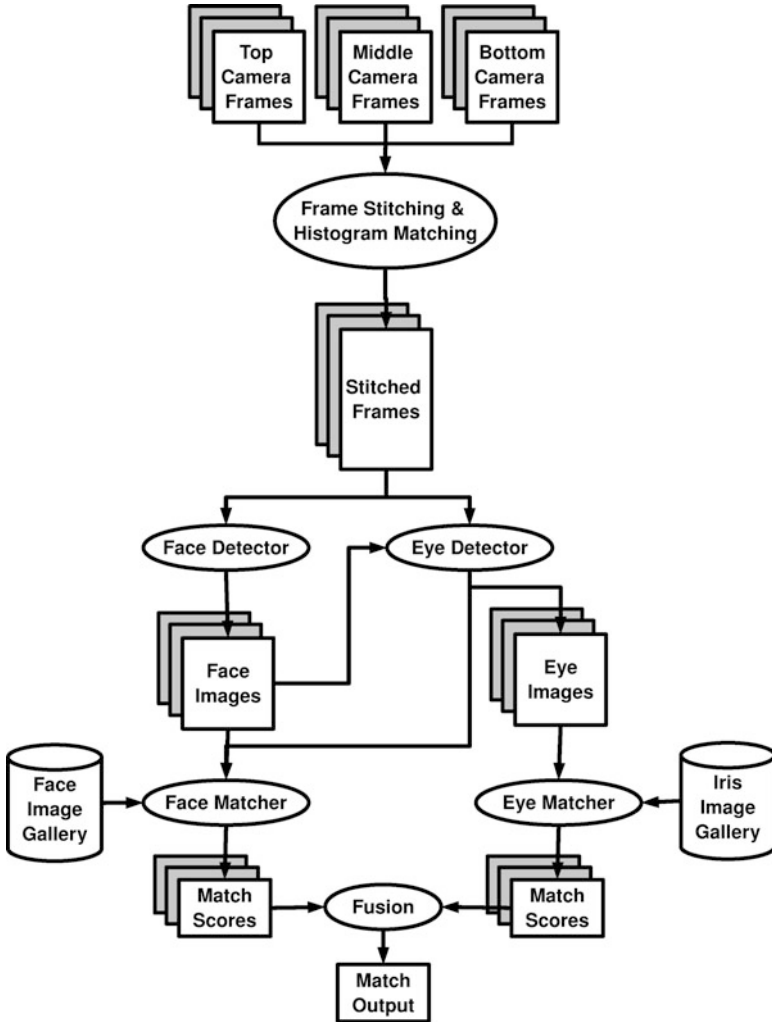 Top
Camera
Frames
Middle
Camera
Frames
Bottom
Camera
Frames
Frame Stitching &
Histogram Matching
Stitched
Frames
Face Detector
Eye Detector
Face
Images
Eye
Images
Face
Image
Gallery
Face Matcher
Eye Matcher
Iris
Image
Gallery
Match
Scores
Fusion
Match
Scores
Match
Output